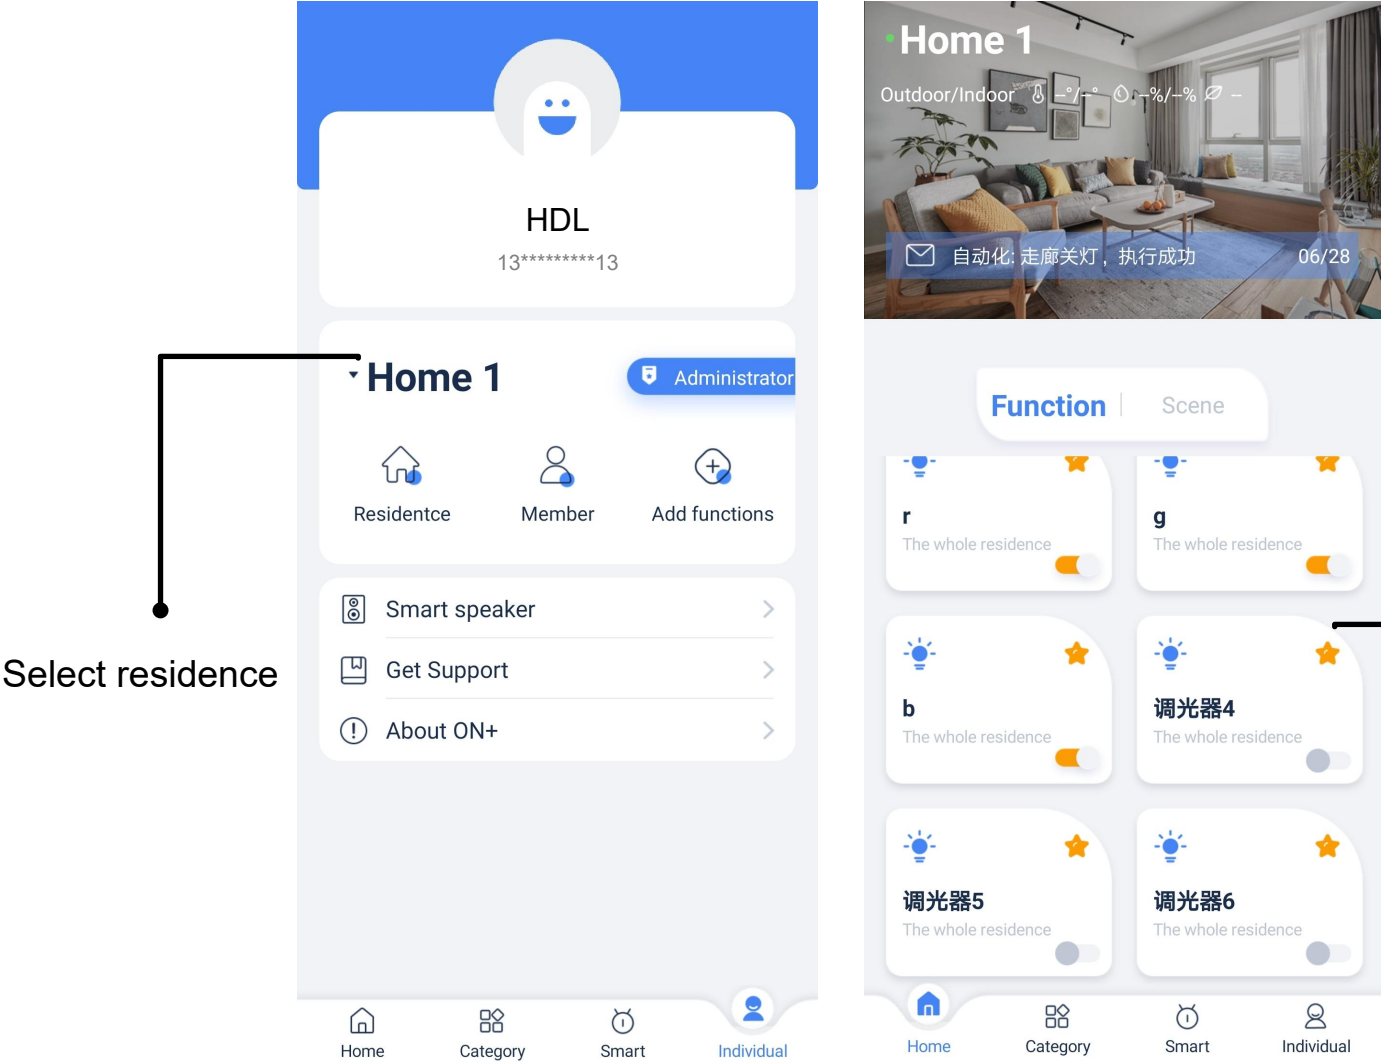 Select residence
HDL
13*********13
Home 1
Administrator
Residentce
Member
Add functions
Smart speaker
Get Support
About ON+
Home
Category
Smart
Individual
Home 1
Outdoor/Indoor --°/--° --%/--% --
自动化: 走廊关灯，执行成功 06/28
Function
Scene
r
The whole residence
g
The whole residence
b
The whole residence
调光器4
The whole residence
调光器5
The whole residence
调光器6
The whole residence
Home
Category
Smart
Individual